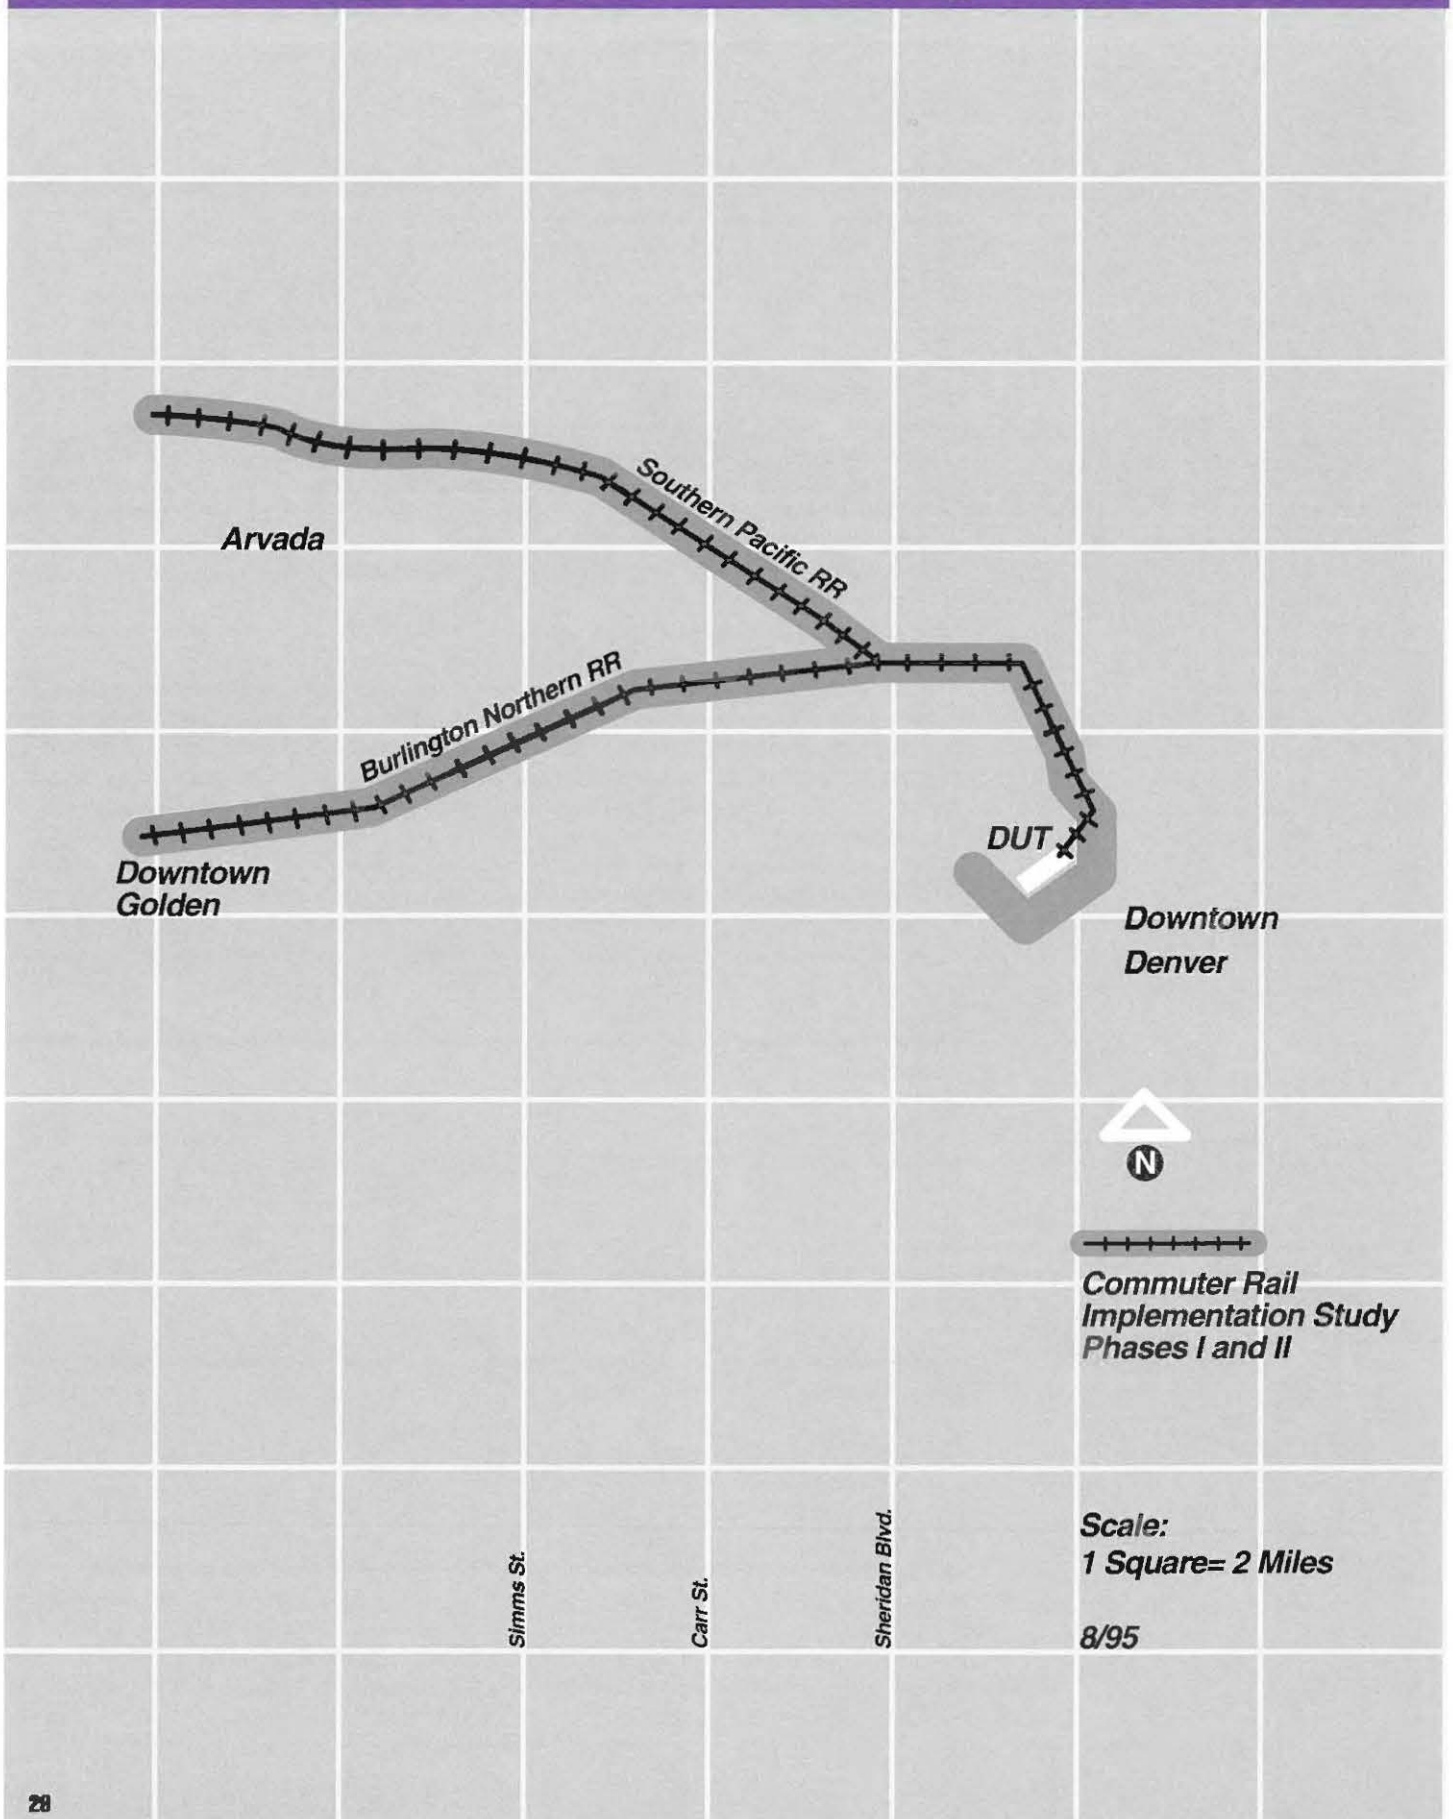 Southern Pacific RR
Arvada
Burlington Northern RR
DUT
Downtown
Golden
Downtown
Denver
N
Commuter Rail
Implementation Study
Phases I and II
Simms St.
Carr St.
Sheridan Blvd.
Scale:
1 Square= 2 Miles
8/95